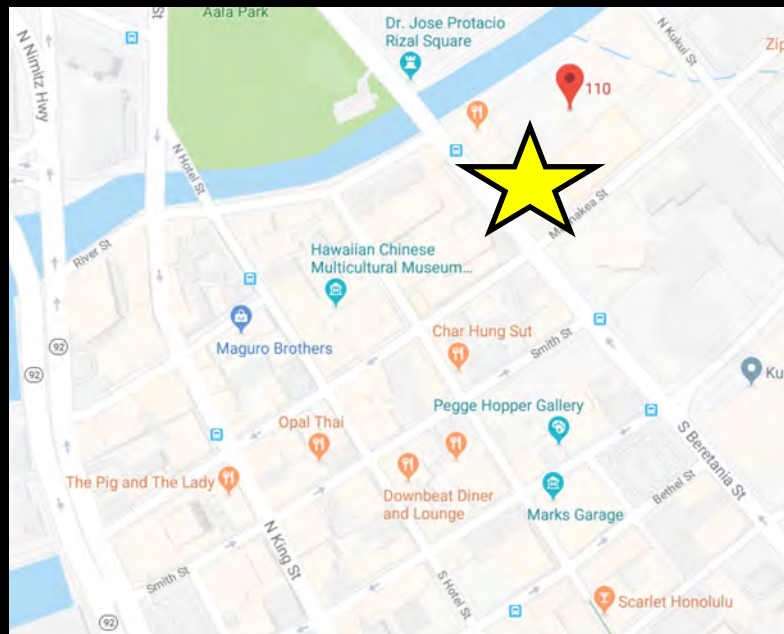 Aala Park
Dr. Jose Protacio
Rizal Square
N Kukui St
Zip
110
N Nimitz Hwy
St
N Hotel St
River St
Maunakea St
Hawaiian Chinese
Multicultural Museum...
Maguro Brothers
Char Hung Sut
Smith St
92
92
Ku
Pegge Hopper Gallery
Opal Thai
S Beretania St
The Pig and The Lady
Downbeat Diner
and Lounge
Marks Garage
Bethel St
N King St
Smith St
S Hotel St
Scarlet Honolulu
92